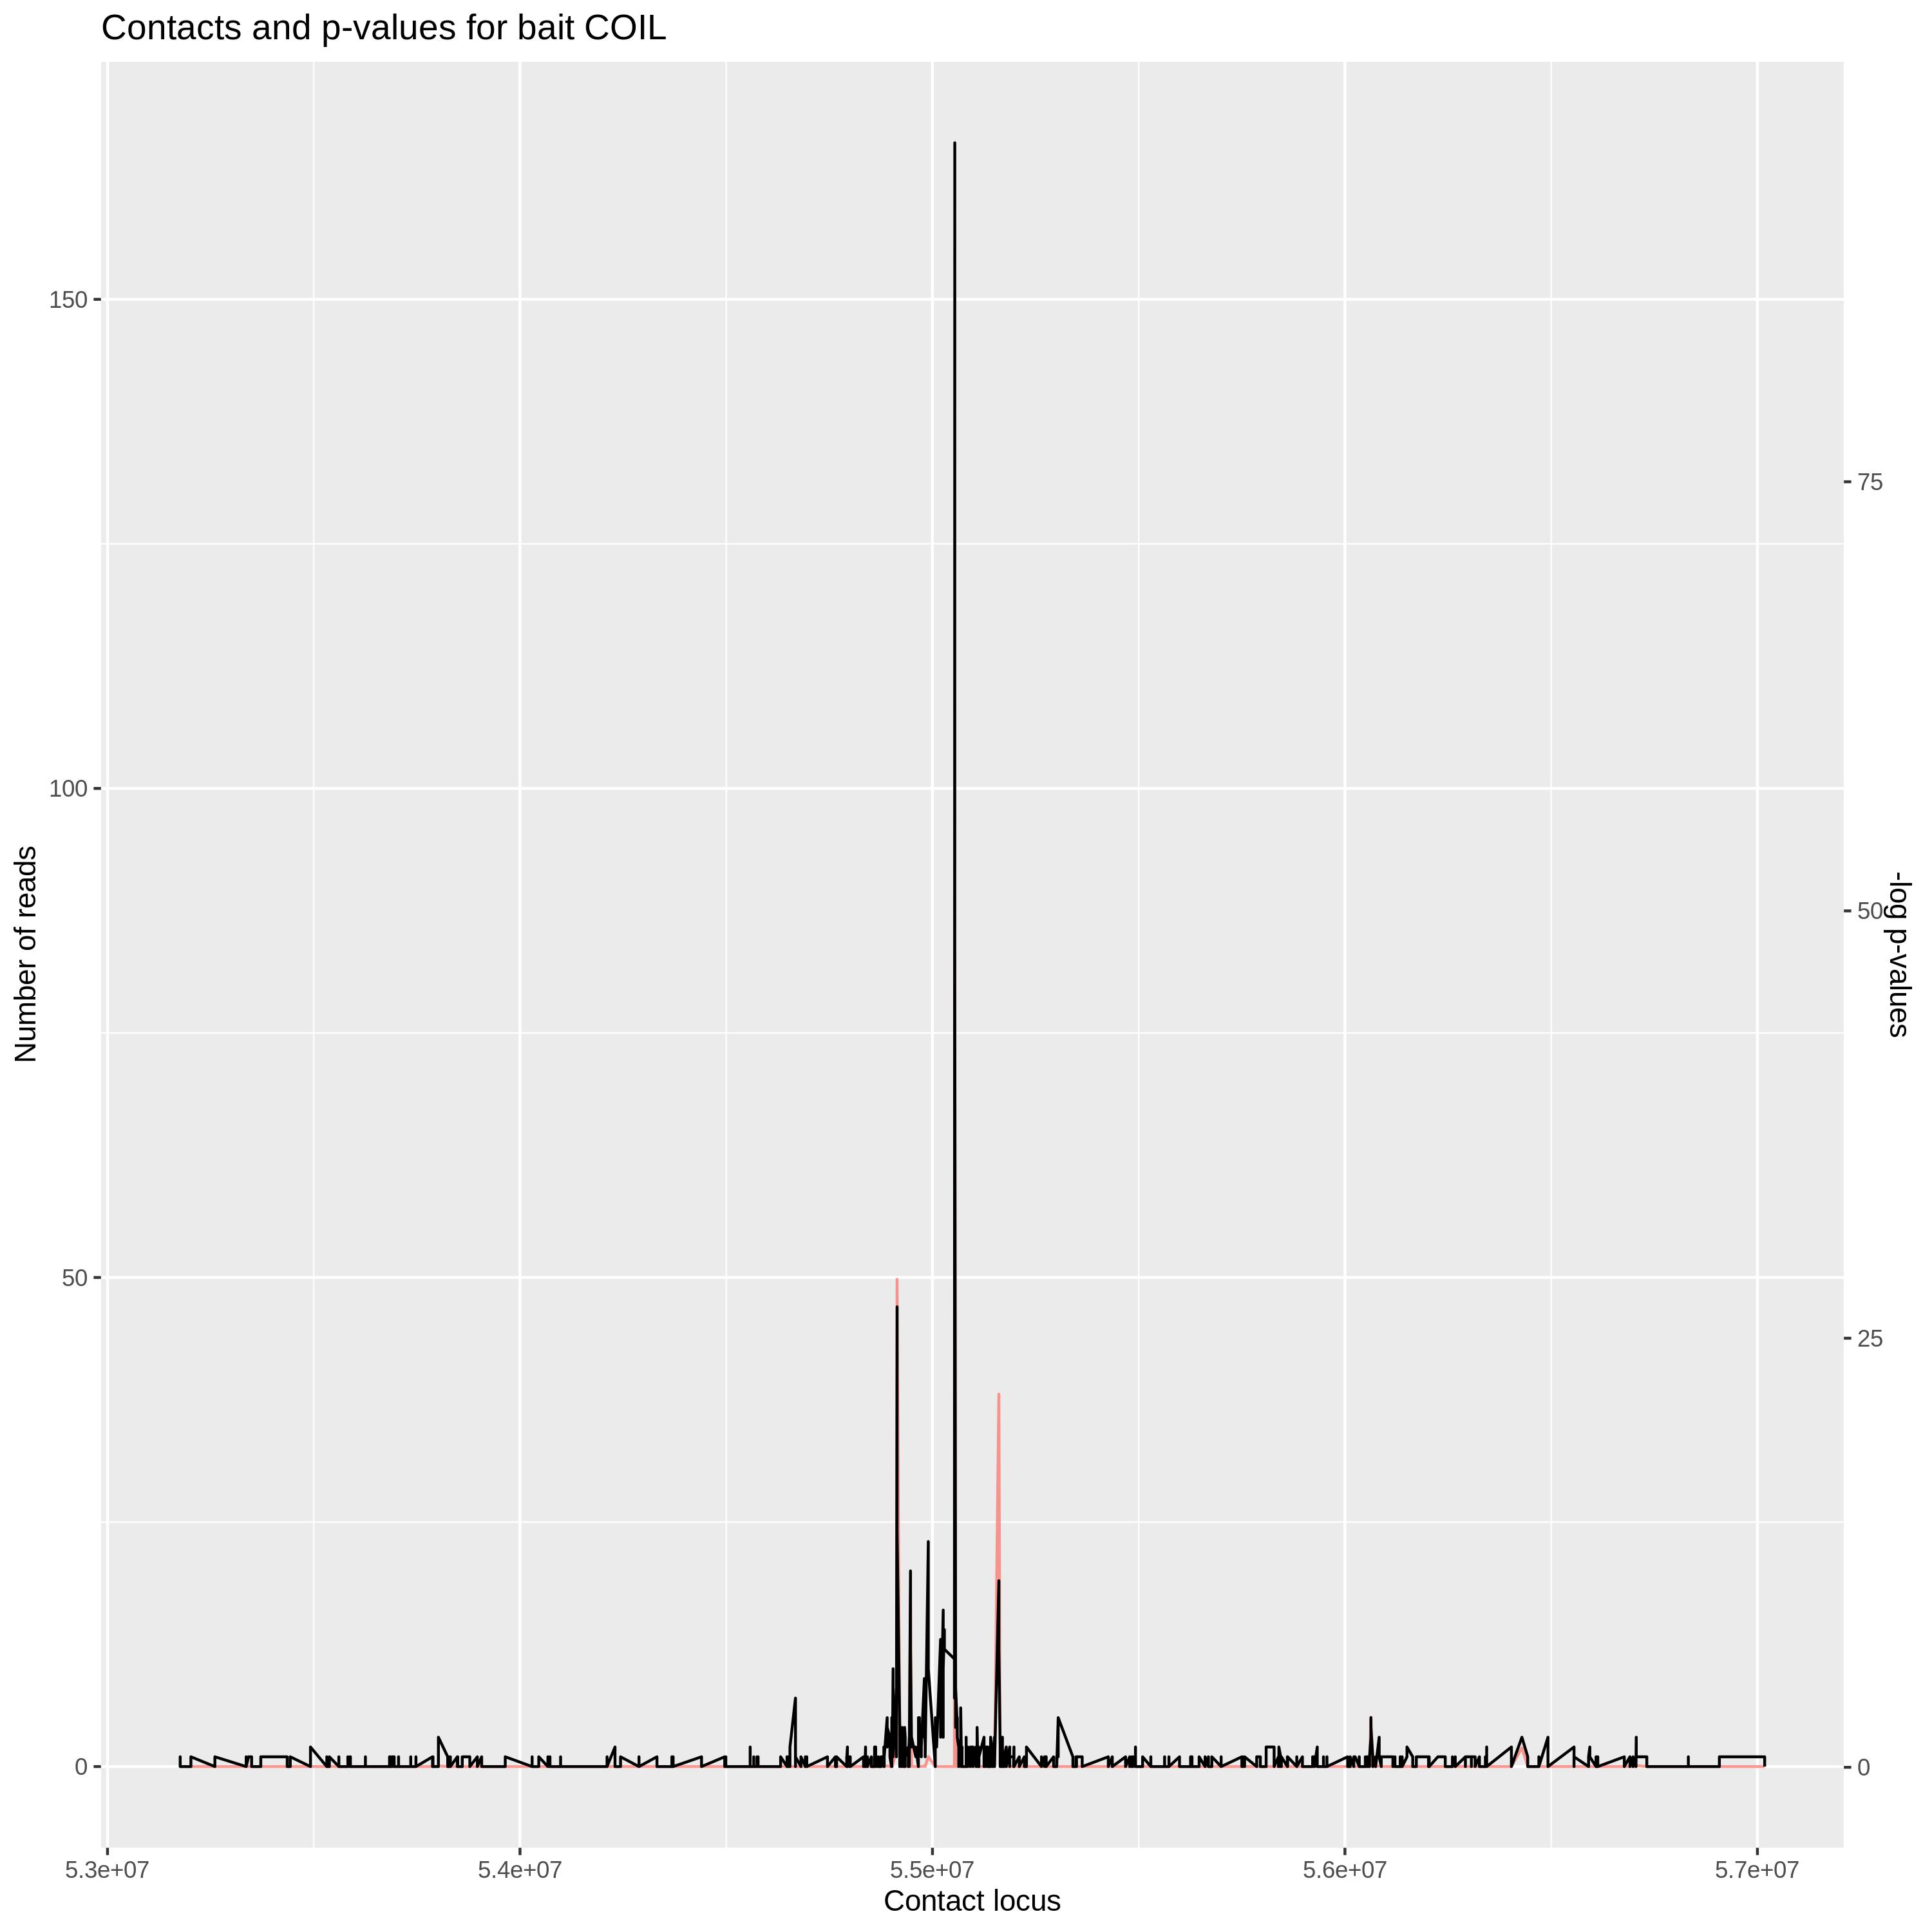 Contacts and p-values for bait COIL
150
100
50
0
Number of reads
75
50
25
0
-log p-values
5.3e+07
5.4e+07
5.5e+07
5.6e+07
5.7e+07
Contact locus